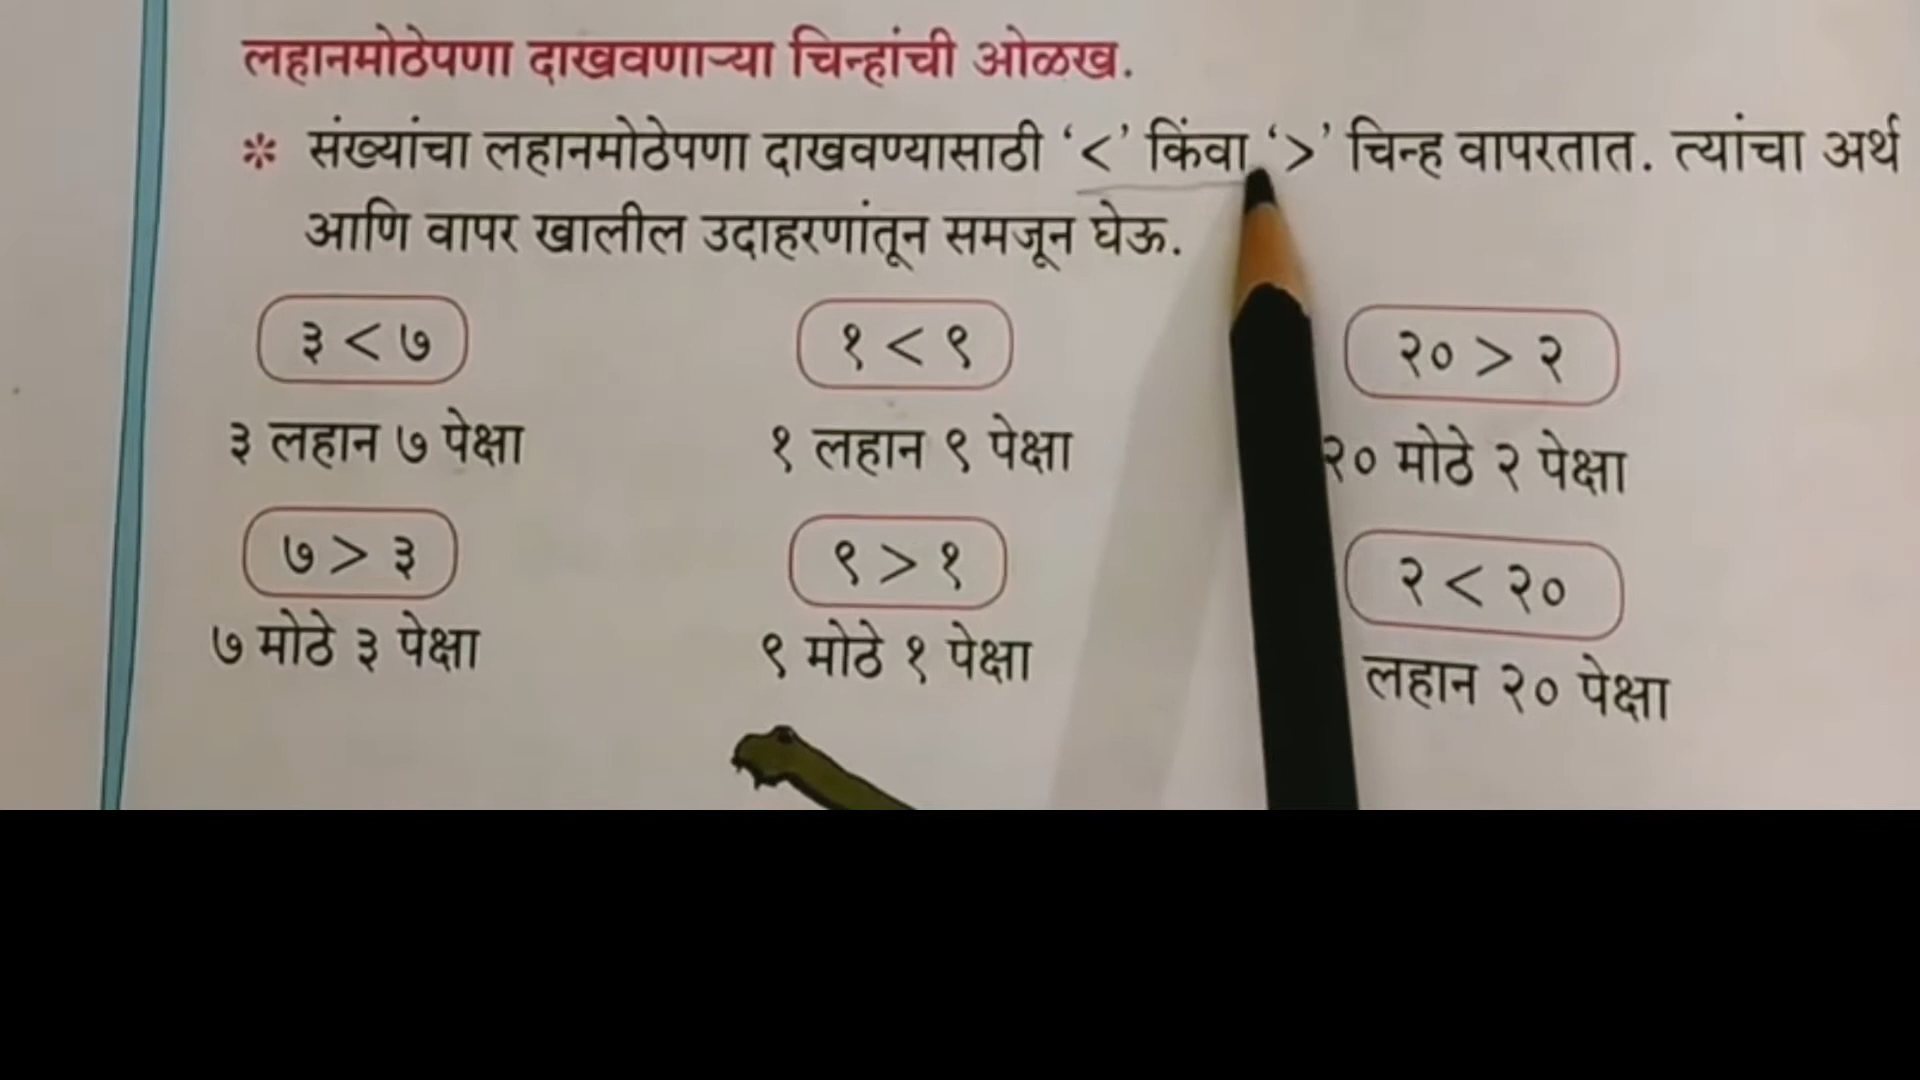 लहानमोठेपणा दाखवणाऱ्या चिन्हांची ओळख.
* संख्यांचा लहानमोठेपणा दाखवण्यासाठी ‘<’ किंवा ‘>’ चिन्ह वापरतात. त्यांचा अर्थ
आणि वापर खालील उदाहरणांतून समजून घेऊ.
३ < ७ १ < ९ २० > २
३ लहान ७ पेक्षा १ लहान ९ पेक्षा २० मोठे २ पेक्षा
७ > ३ ९ > १ २ < २०
७ मोठे ३ पेक्षा ९ मोठे १ पेक्षा लहान २० पेक्षा